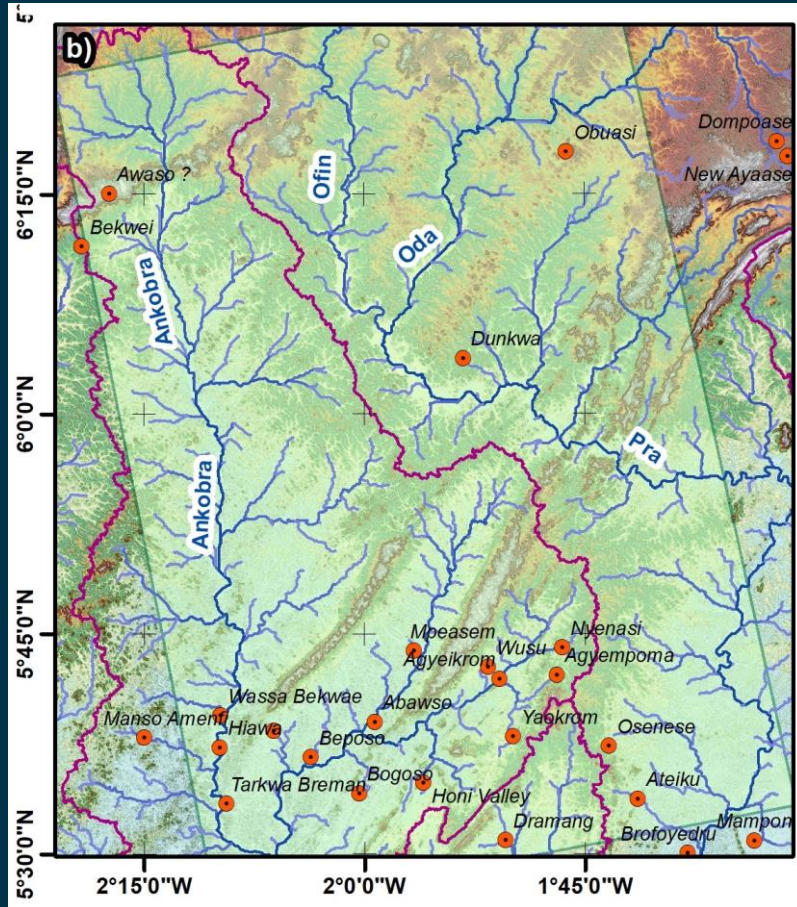 b)
Obuasi
Dompoase
New Ayaase
Awaso ?
Bekwei
Ofin
Oda
Ankobra
Dunkwa
Ankobra
Pra
Mpeasem
Nyenasi
Agyeikrom
Wusu
Agyempoma
Wassa Bekwae
Abawso
Manso Amenfi
Hiawa
Yaokrom
Osenese
Beposo
Tarkwa Breman
Bogoso
Honi Valley
Ateiku
Dramang
Brofoyedru
Mampon
6°15'0"N
6°0'0"N
5°45'0"N
5°30'0"N
2°15'0"W
2°0'0"W
1°45'0"W